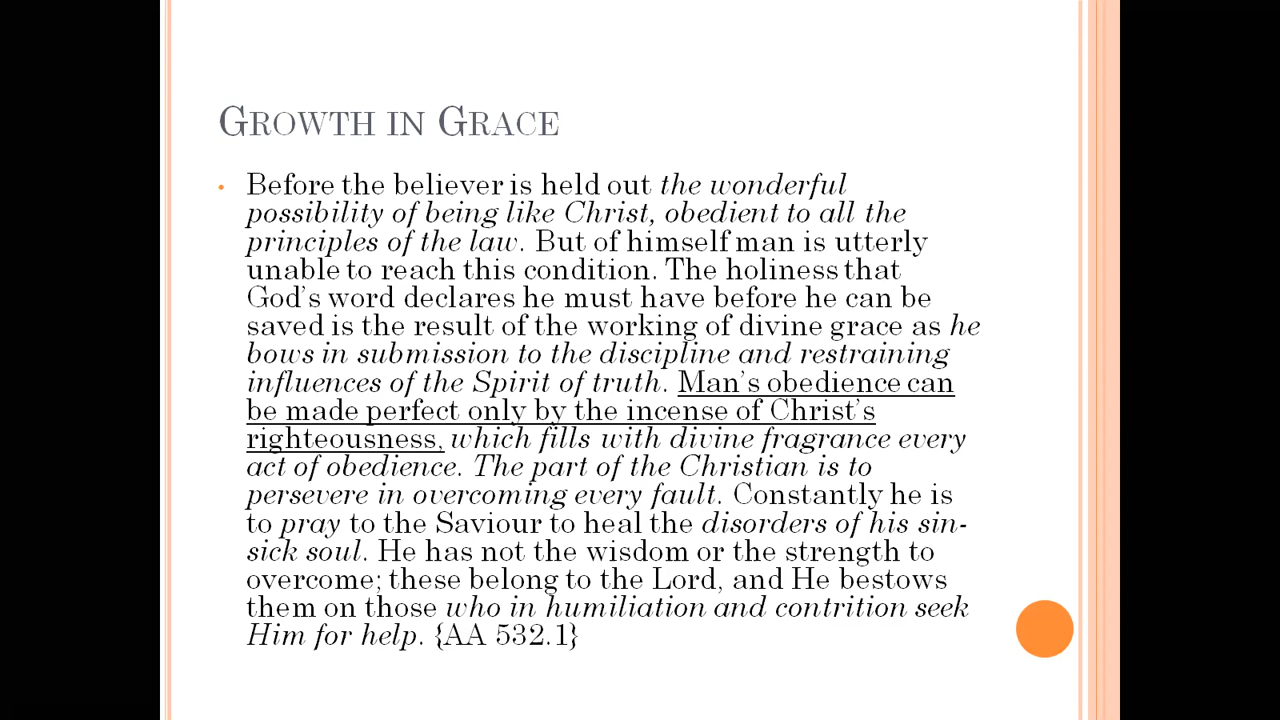 Growth in Grace
• Before the believer is held out the wonderful
possibility of being like Christ, obedient to all the
principles of the law. But of himself man is utterly
unable to reach this condition. The holiness that
God's word declares he must have before he can be
saved is the result of the working of divine grace as he
bows in submission to the discipline and restraining
influences of the Spirit of truth. Man's obedience can
be made perfect only by the incense of Christ's
righteousness, which fills with divine fragrance every
act of obedience. The part of the Christian is to
persevere in overcoming every fault. Constantly he is
to pray to the Saviour to heal the disorders of his sin-
sick soul. He has not the wisdom or the strength to
overcome; these belong to the Lord, and He bestows
them on those who in humiliation and contrition seek
Him for help. {AA 532.1}